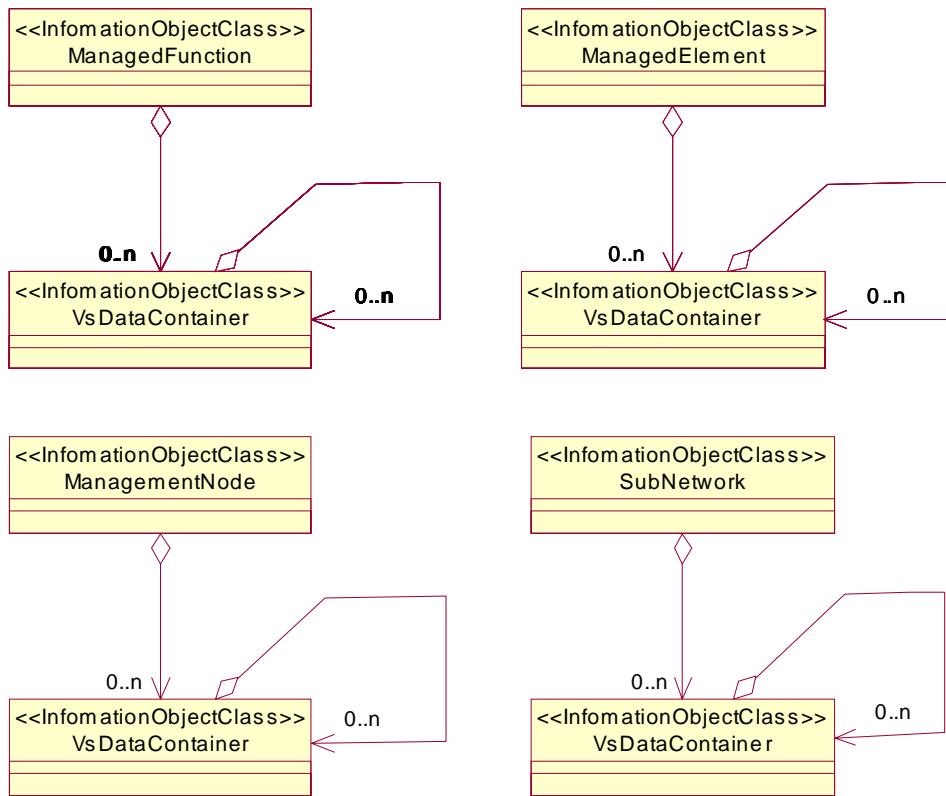 <<InfomationObjectClass>>
ManagedFunction
0..n
0..n
<<InfomationObjectClass>>
VsDataContainer
<<InfomationObjectClass>>
ManagedElement
0..n
0..n
<<InfomationObjectClass>>
VsDataContainer
<<InfomationObjectClass>>
ManagementNode
0..n
0..n
<<InfomationObjectClass>>
VsDataContainer
<<InfomationObjectClass>>
SubNetwork
0..n
0..n
<<InfomationObjectClass>>
VsDataContainer